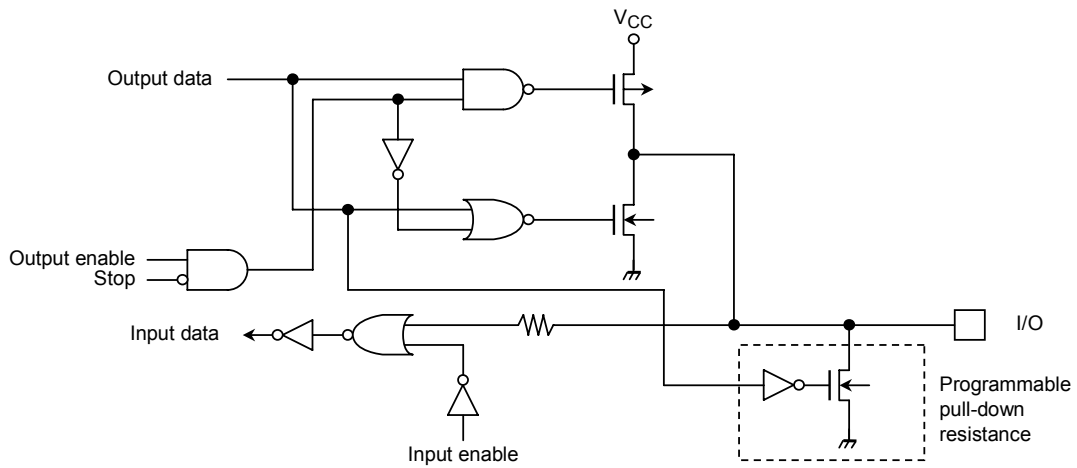 VCC
Output data
Output enable
Stop
Input data
I/O
Programmable
pull-down
resistance
Input enable